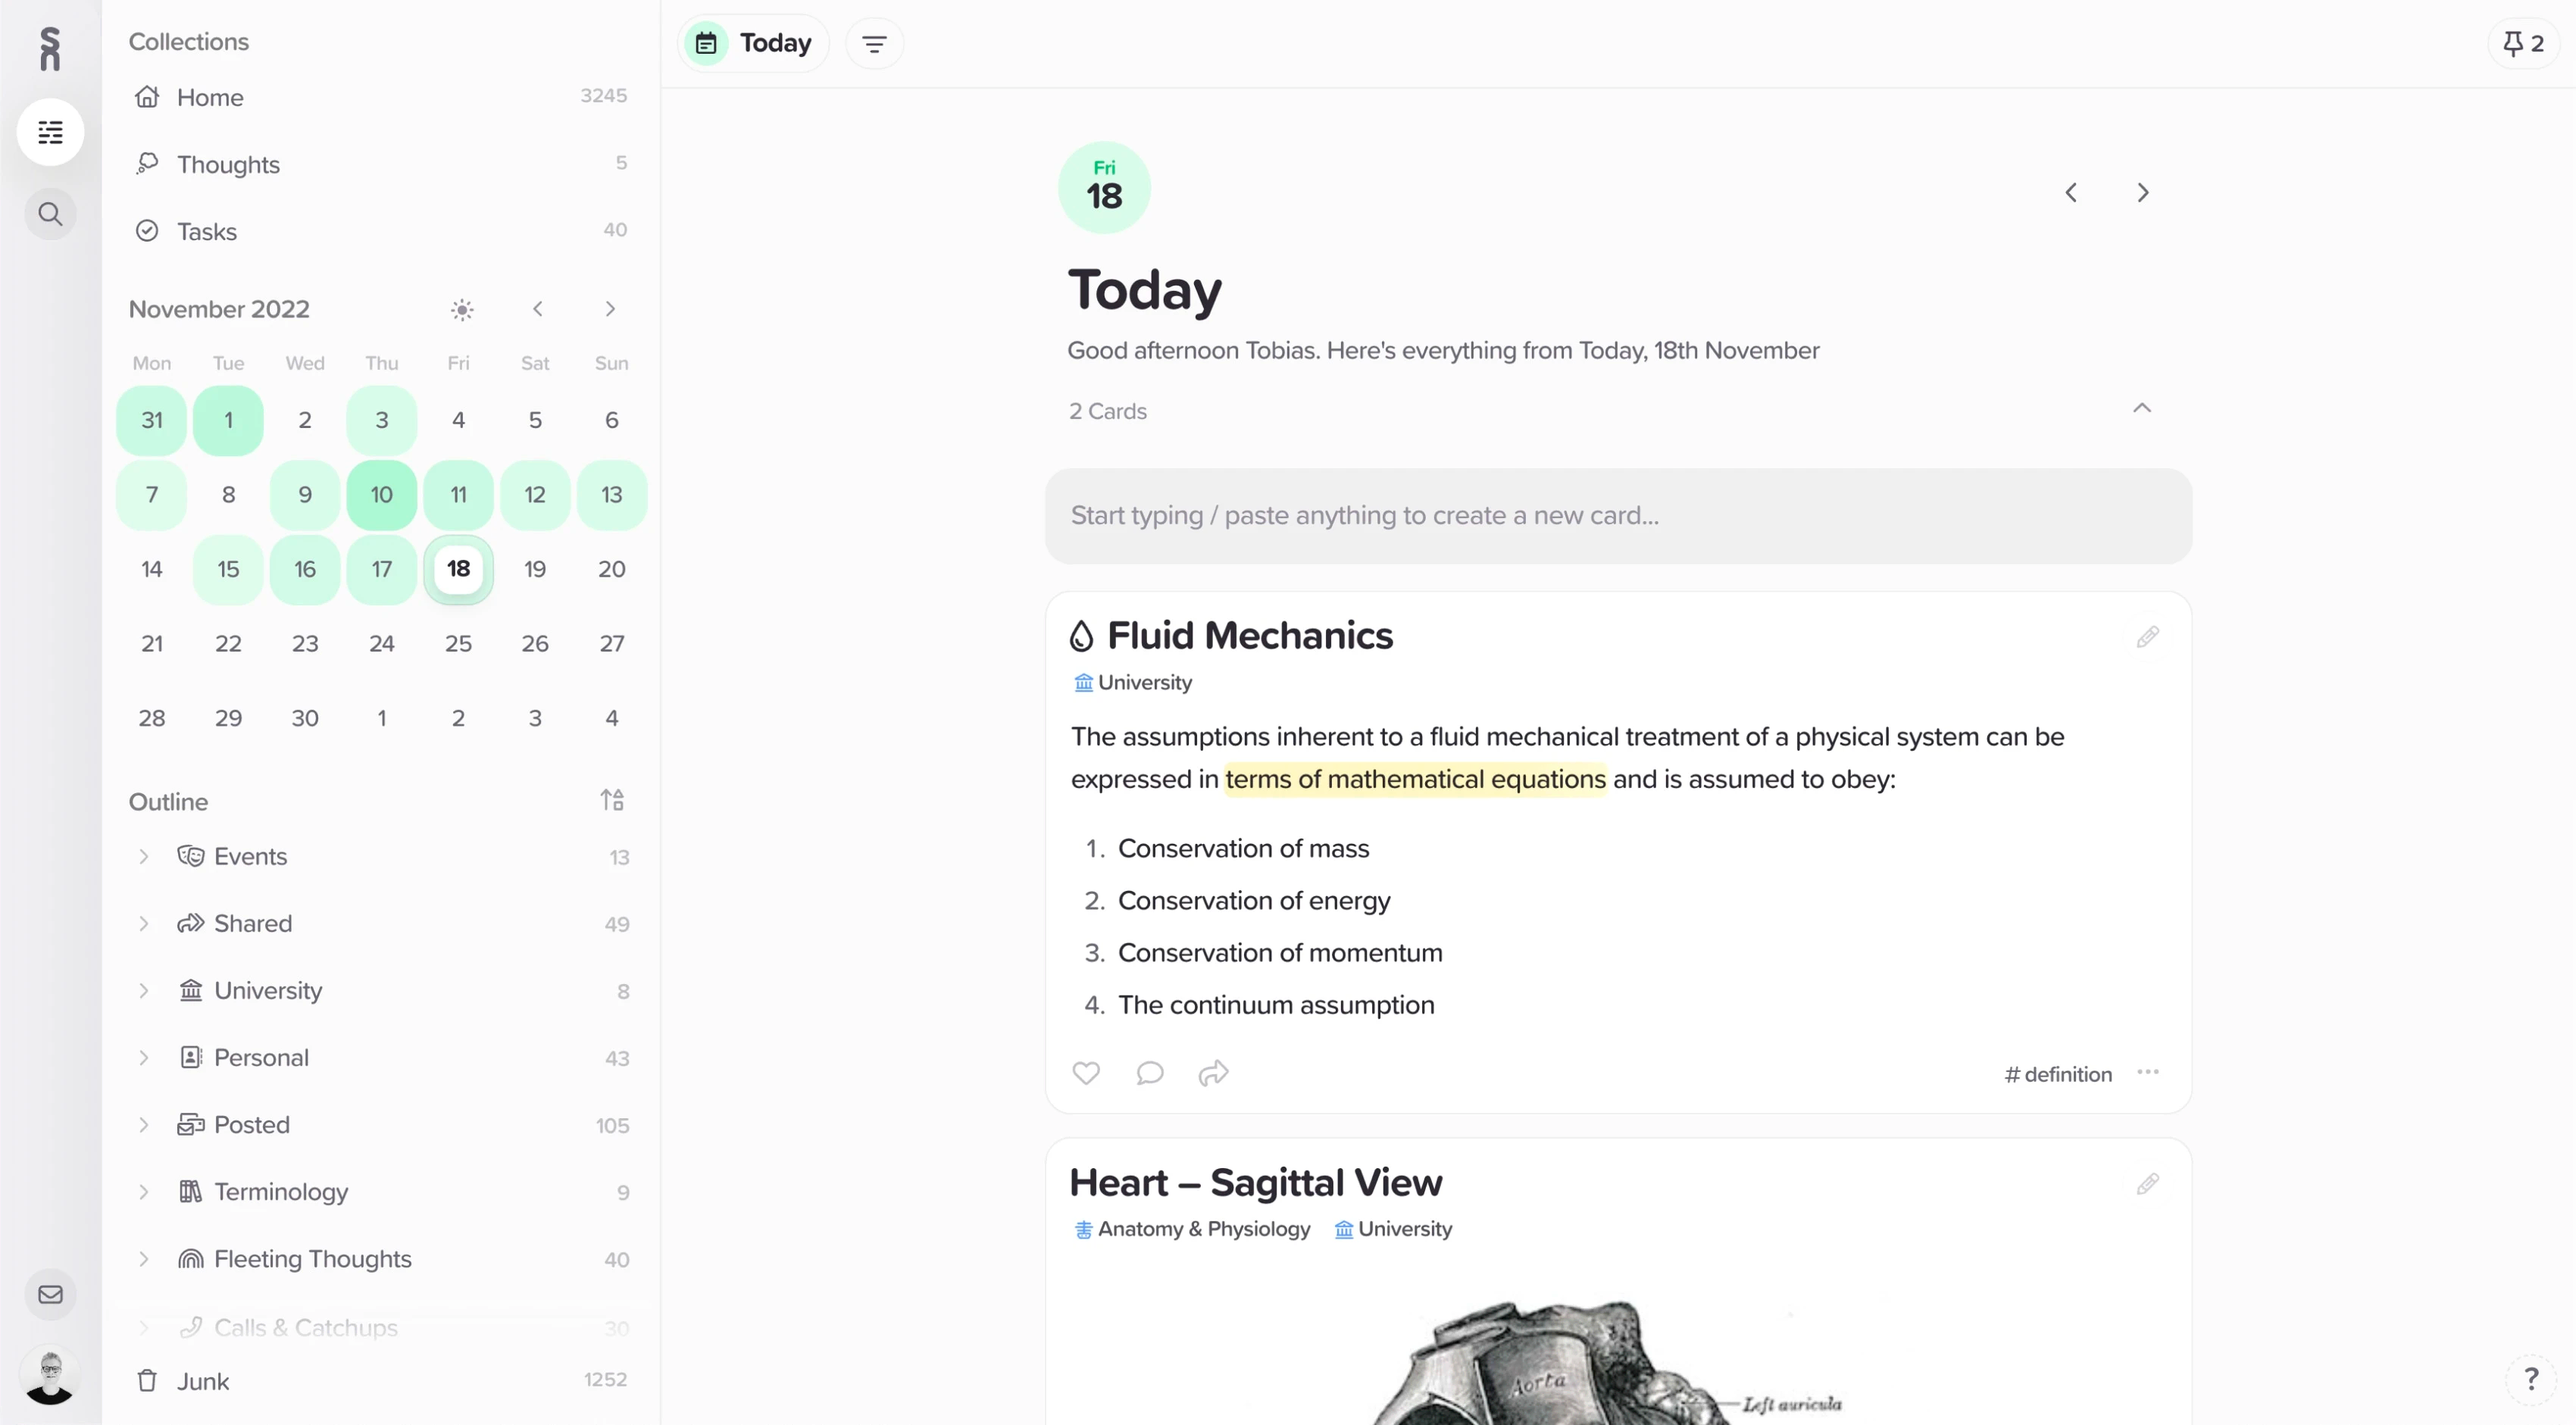 Collections
Home 3245
Thoughts 5
Tasks 40
November 2022
Mon Tue Wed Thu Fri Sat Sun
31 1 2 3 4 5 6
7 8 9 10 11 12 13
14 15 16 17 18 19 20
21 22 23 24 25 26 27
28 29 30 1 2 3 4
Outline
Events 13
Shared 49
University 8
Personal 43
Posted 105
Terminology 9
Fleeting Thoughts 40
Calls & Catchups 30
Junk 1252
Today
2
Fri
18
Today
Good afternoon Tobias. Here's everything from Today, 18th November
2 Cards
Start typing / paste anything to create a new card...
Fluid Mechanics
University
The assumptions inherent to a fluid mechanical treatment of a physical system can be
expressed in terms of mathematical equations and is assumed to obey:
1. Conservation of mass
2. Conservation of energy
3. Conservation of momentum
4. The continuum assumption
# definition
Heart – Sagittal View
Anatomy & Physiology University
Aorta
Left auricula
?